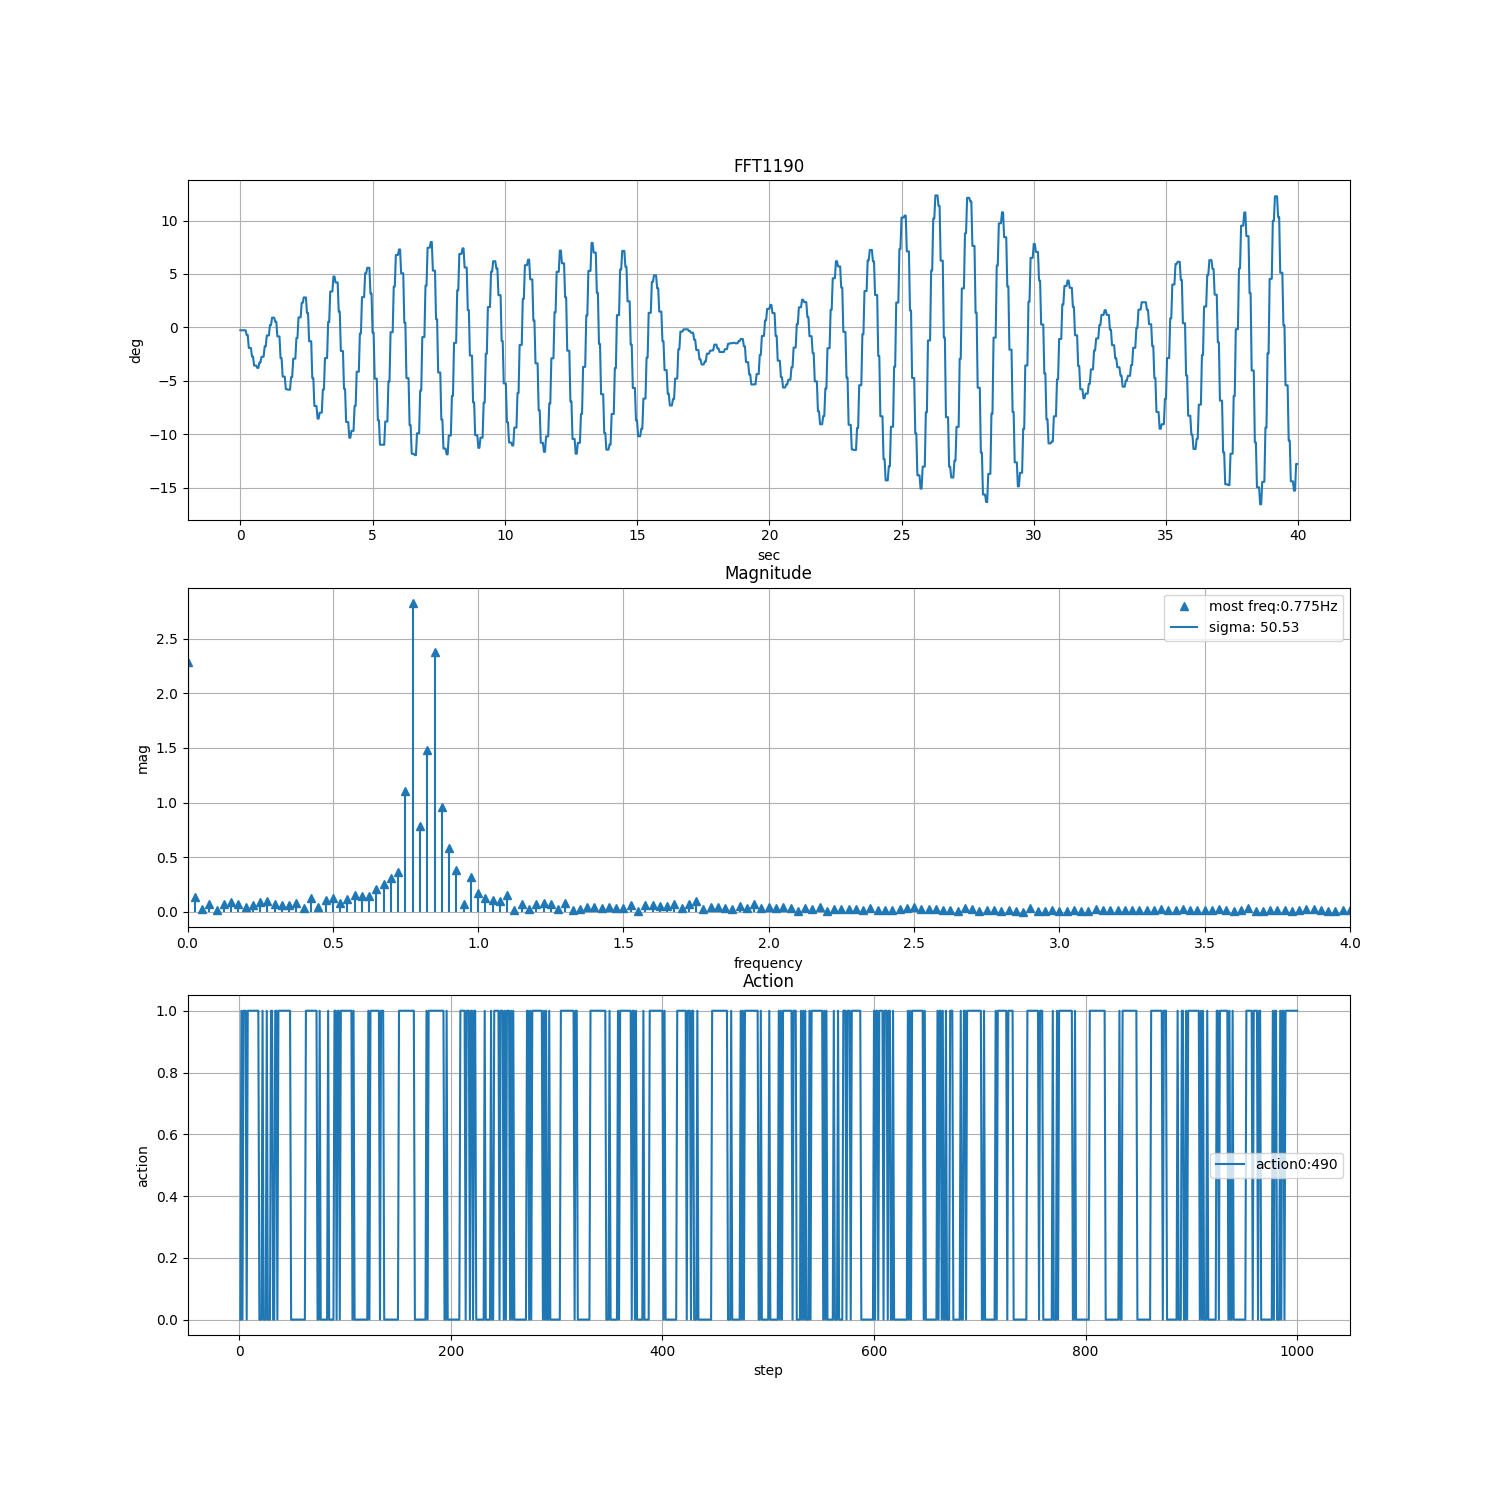 FFT1190
10
5
0
−5
−10
−15
deg
0 5 10 15 20 25 30 35 40
sec
Magnitude
most freq:0.775Hz
sigma: 50.53
2.5
2.0
1.5
1.0
0.5
0.0
mag
0.0 0.5 1.0 1.5 2.0 2.5 3.0 3.5 4.0
frequency
Action
1.0
0.8
0.6
0.4
0.2
0.0
action
action0:490
0 200 400 600 800 1000
step